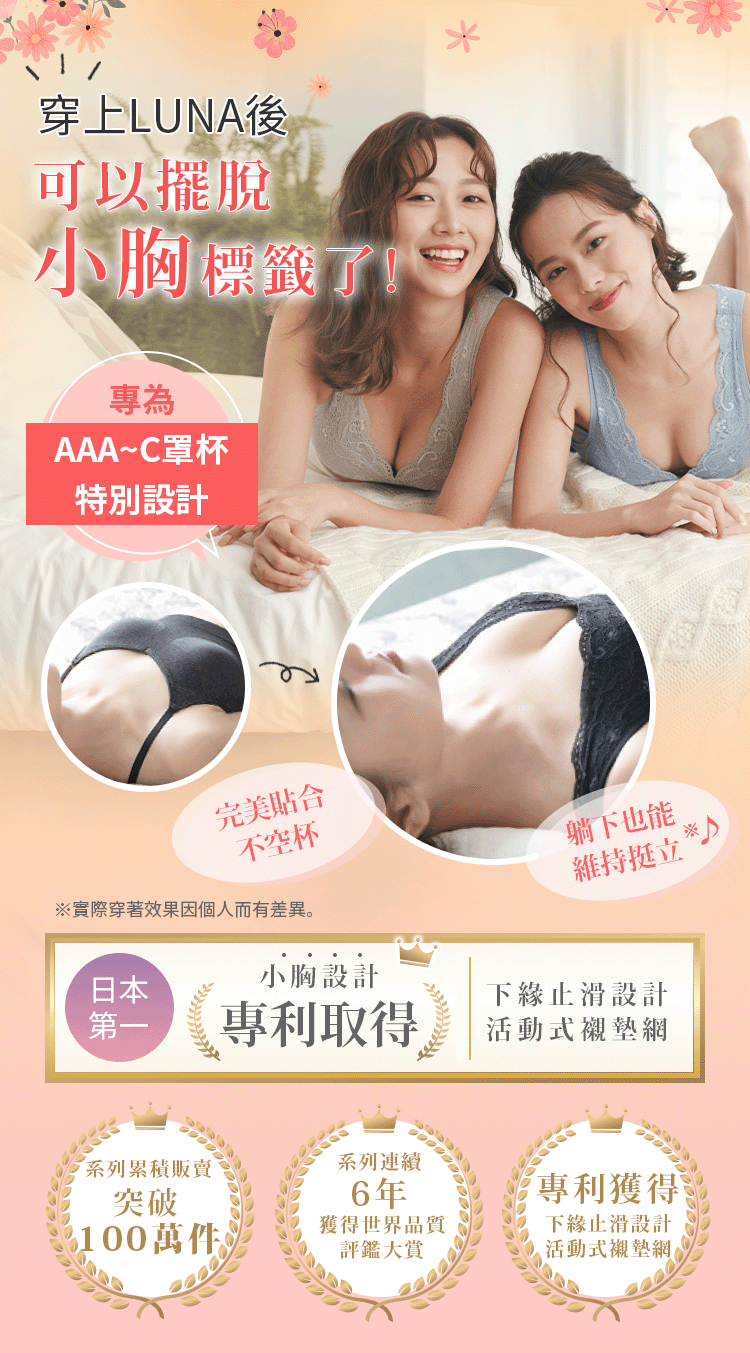 穿上LUNA後
可以擺脫
小胸標籤了!
專為
AAA~C罩杯
特別設計
完美貼合
不空杯
躺下也能
維持挺立※♪
※實際穿著效果因個人而有差異。
日本
第一
小胸設計
專利取得
下緣止滑設計
活動式襯墊網
系列累積販賣
突破
100萬件
系列連續
6年
獲得世界品質
評鑑大賞
專利獲得
下緣止滑設計
活動式襯墊網